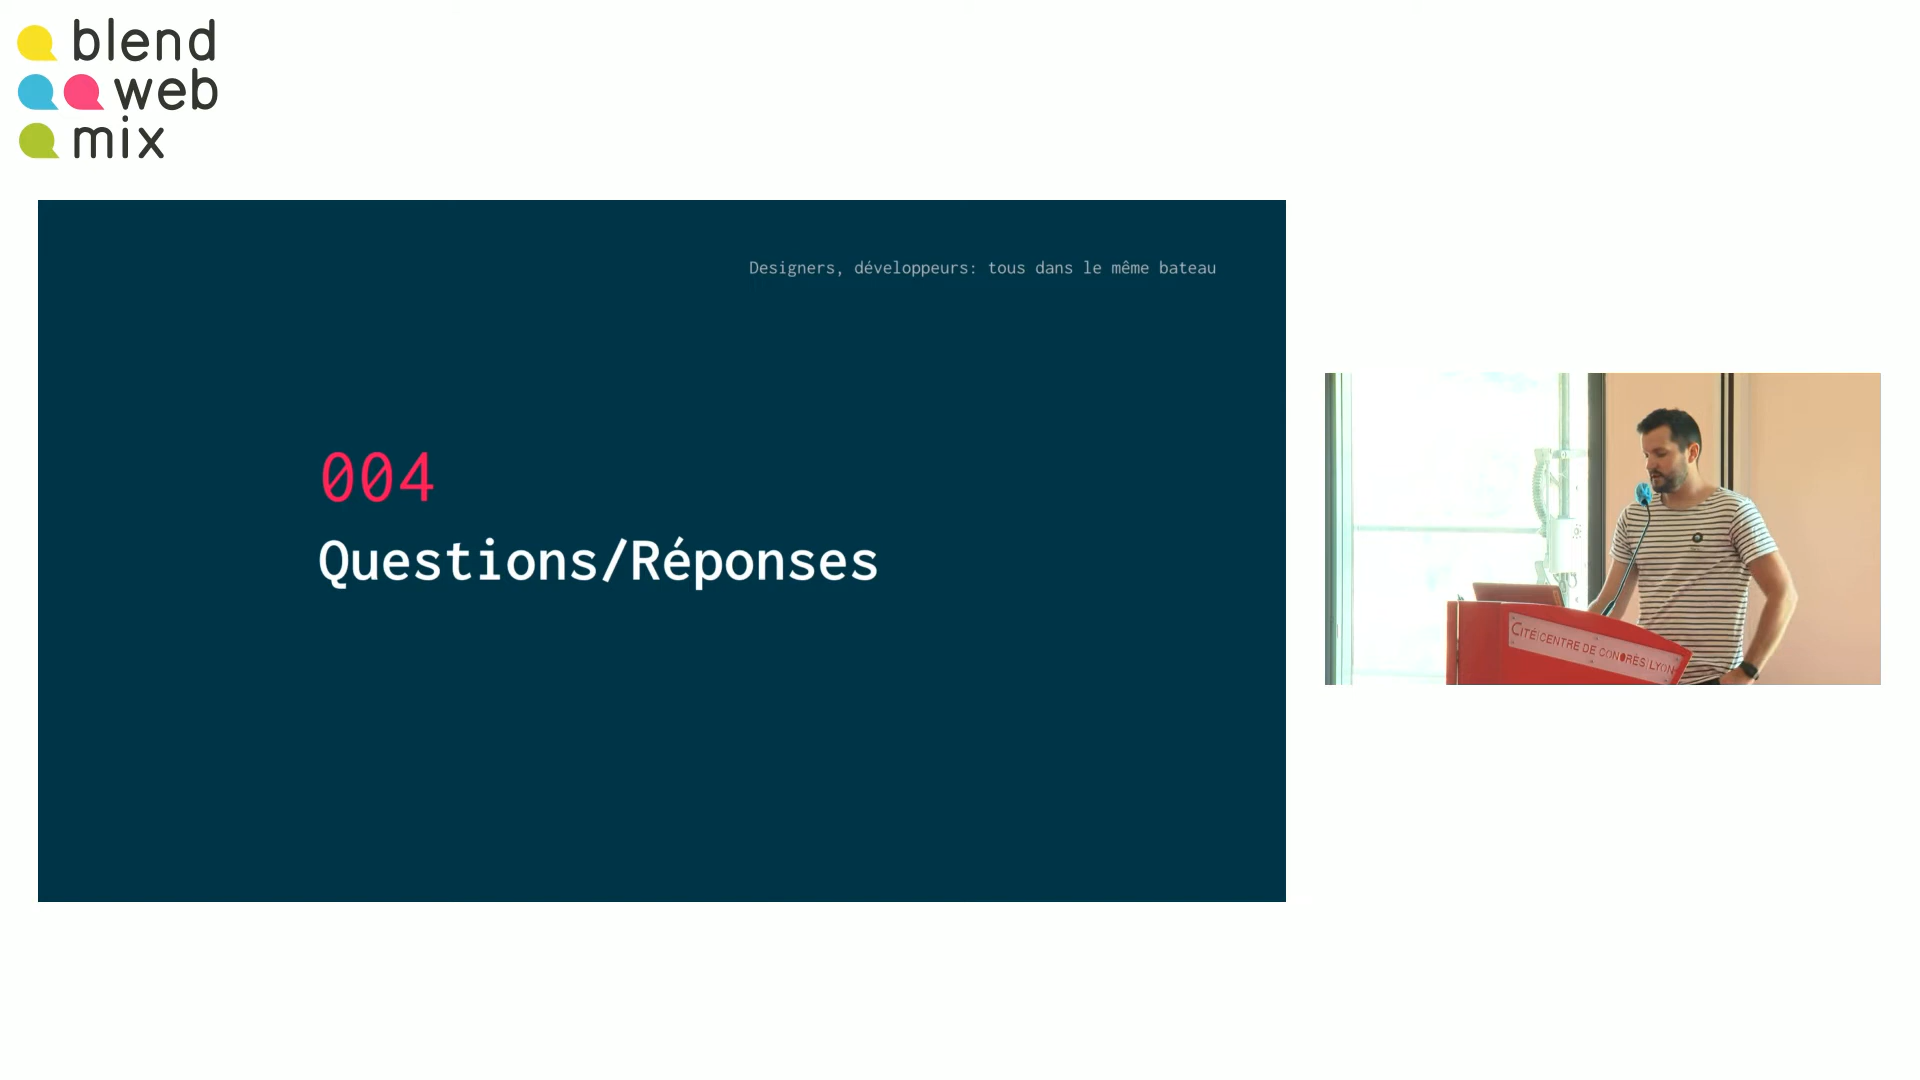 blend
web
mix
Designers, développeurs: tous dans le même bateau
004
Questions/Réponses
CITÉ|CENTRE DE CONGRÈS|LYON